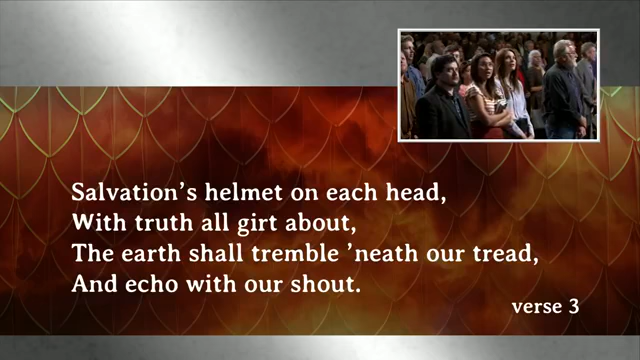 Salvation’s helmet on each head,
With truth all girt about,
The earth shall tremble ’neath our tread,
And echo with our shout.
verse 3